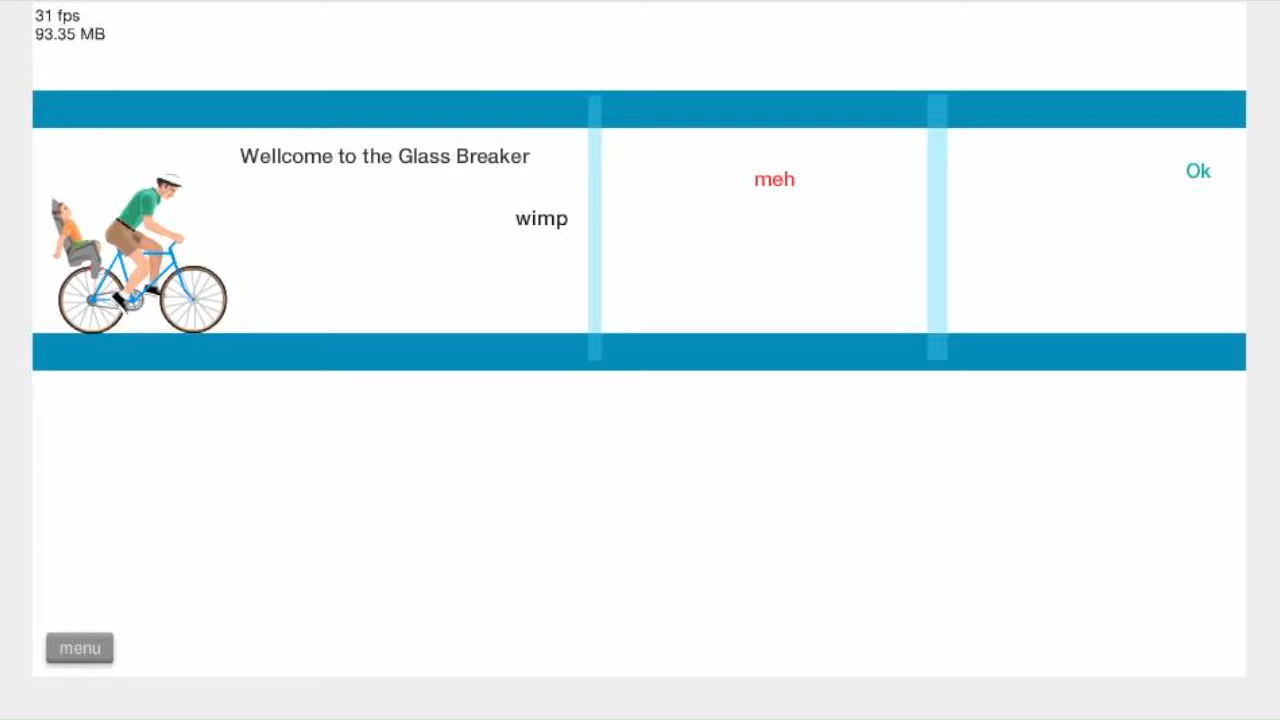 31 fps
93.35 MB
Wellcome to the Glass Breaker
meh
Ok
wimp
menu